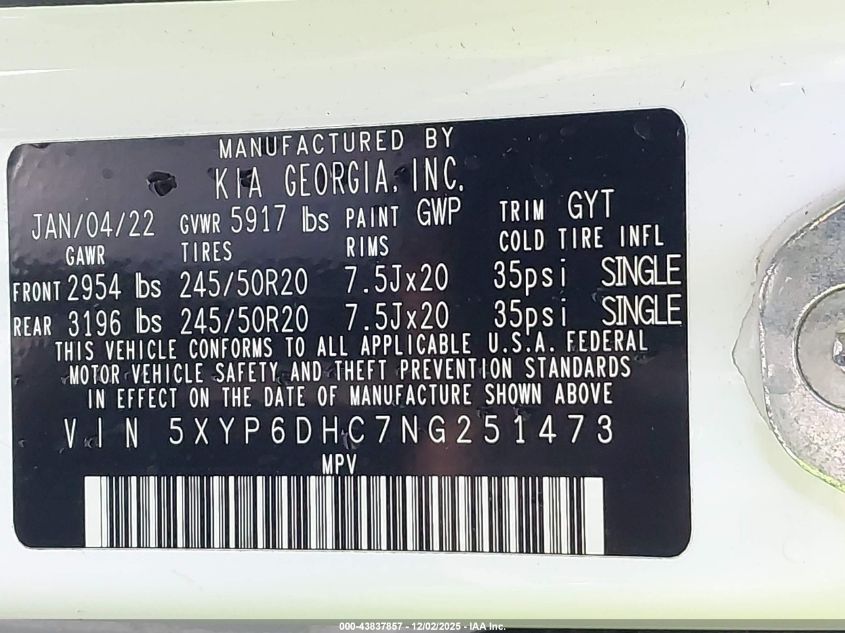 MANUFACTURED BY
KIA GEORGIA, INC.
JAN/04/22 GVWR 5917 lbs PAINT GWP TRIM GYT
GAWR TIRES RIMS COLD TIRE INFL
FRONT 2954 lbs 245/50R20 7.5Jx20 35psi SINGLE
REAR 3196 lbs 245/50R20 7.5Jx20 35psi SINGLE
THIS VEHICLE CONFORMS TO ALL APPLICABLE U.S.A. FEDERAL
MOTOR VEHICLE SAFETY AND THEFT PREVENTION STANDARDS
IN EFFECT ON THE DATE OF MANUFACTURE SHOWN ABOVE
VIN 5XYP6DHC7NG251473
MPV
000-43837857 - 12/02/2025 - IAA Inc.